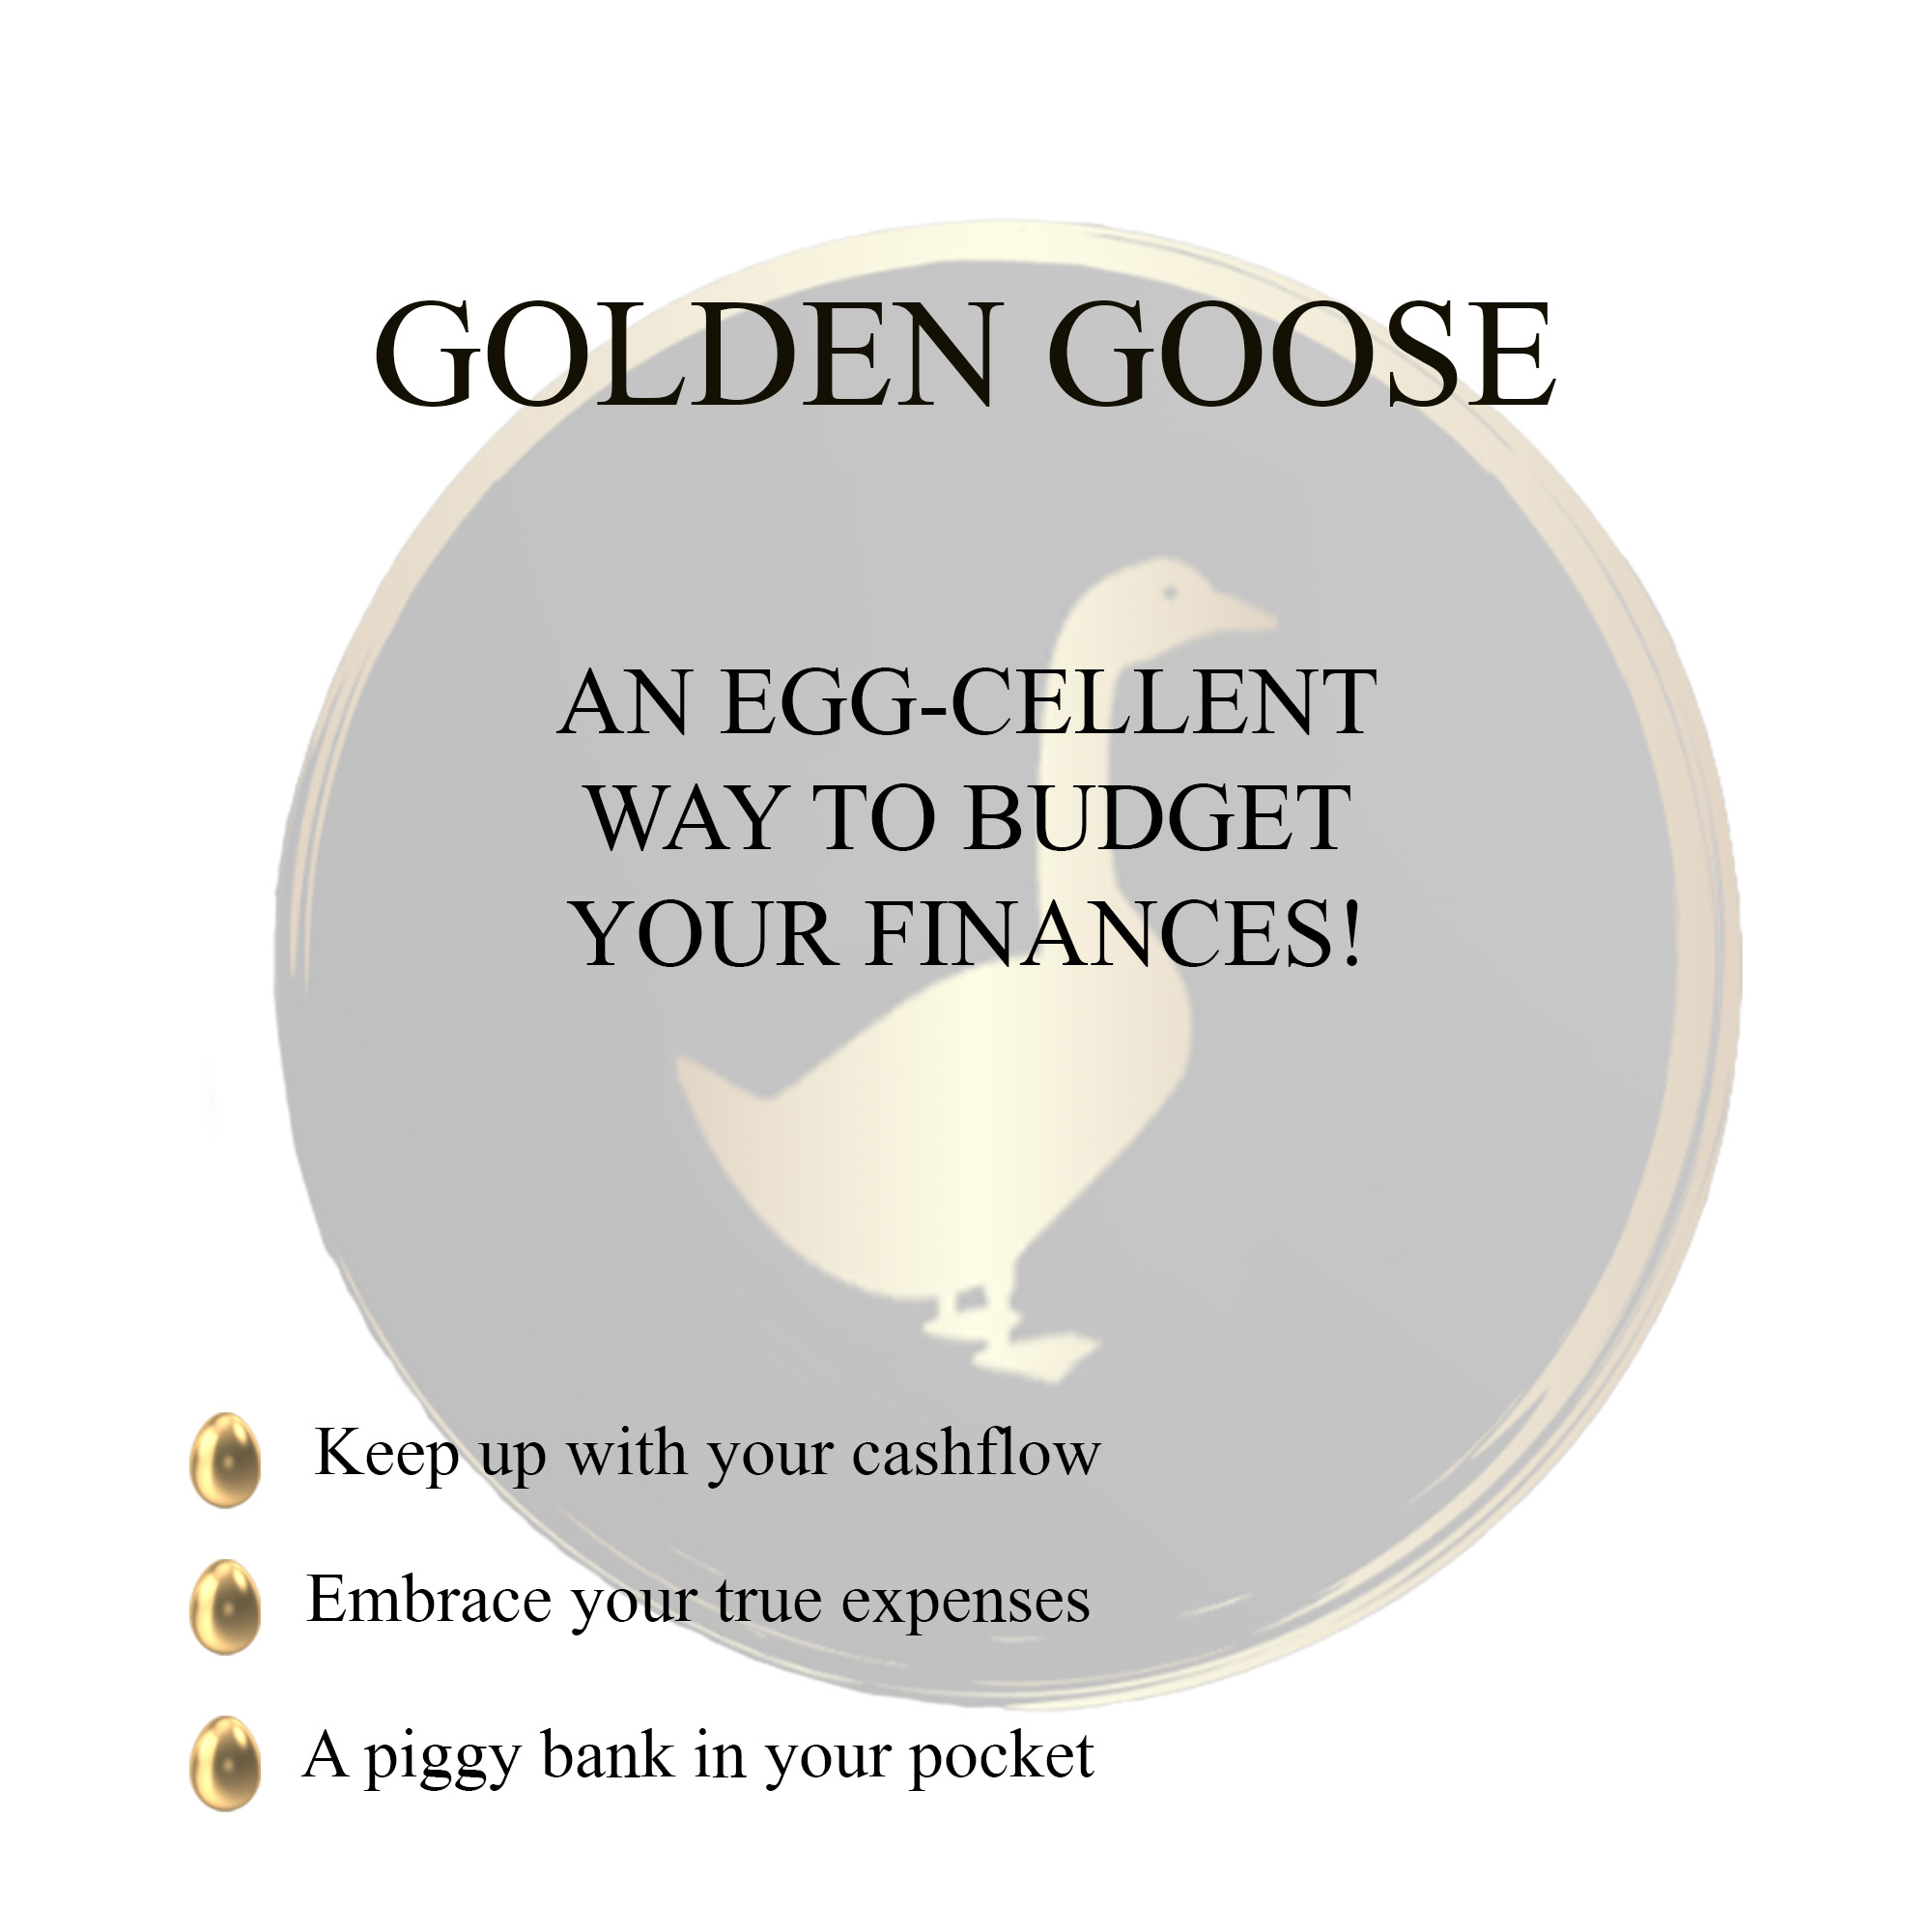 GOLDEN GOOSE
AN EGG-CELLENT
WAY TO BUDGET
YOUR FINANCES!
Keep up with your cashflow
Embrace your true expenses
A piggy bank in your pocket